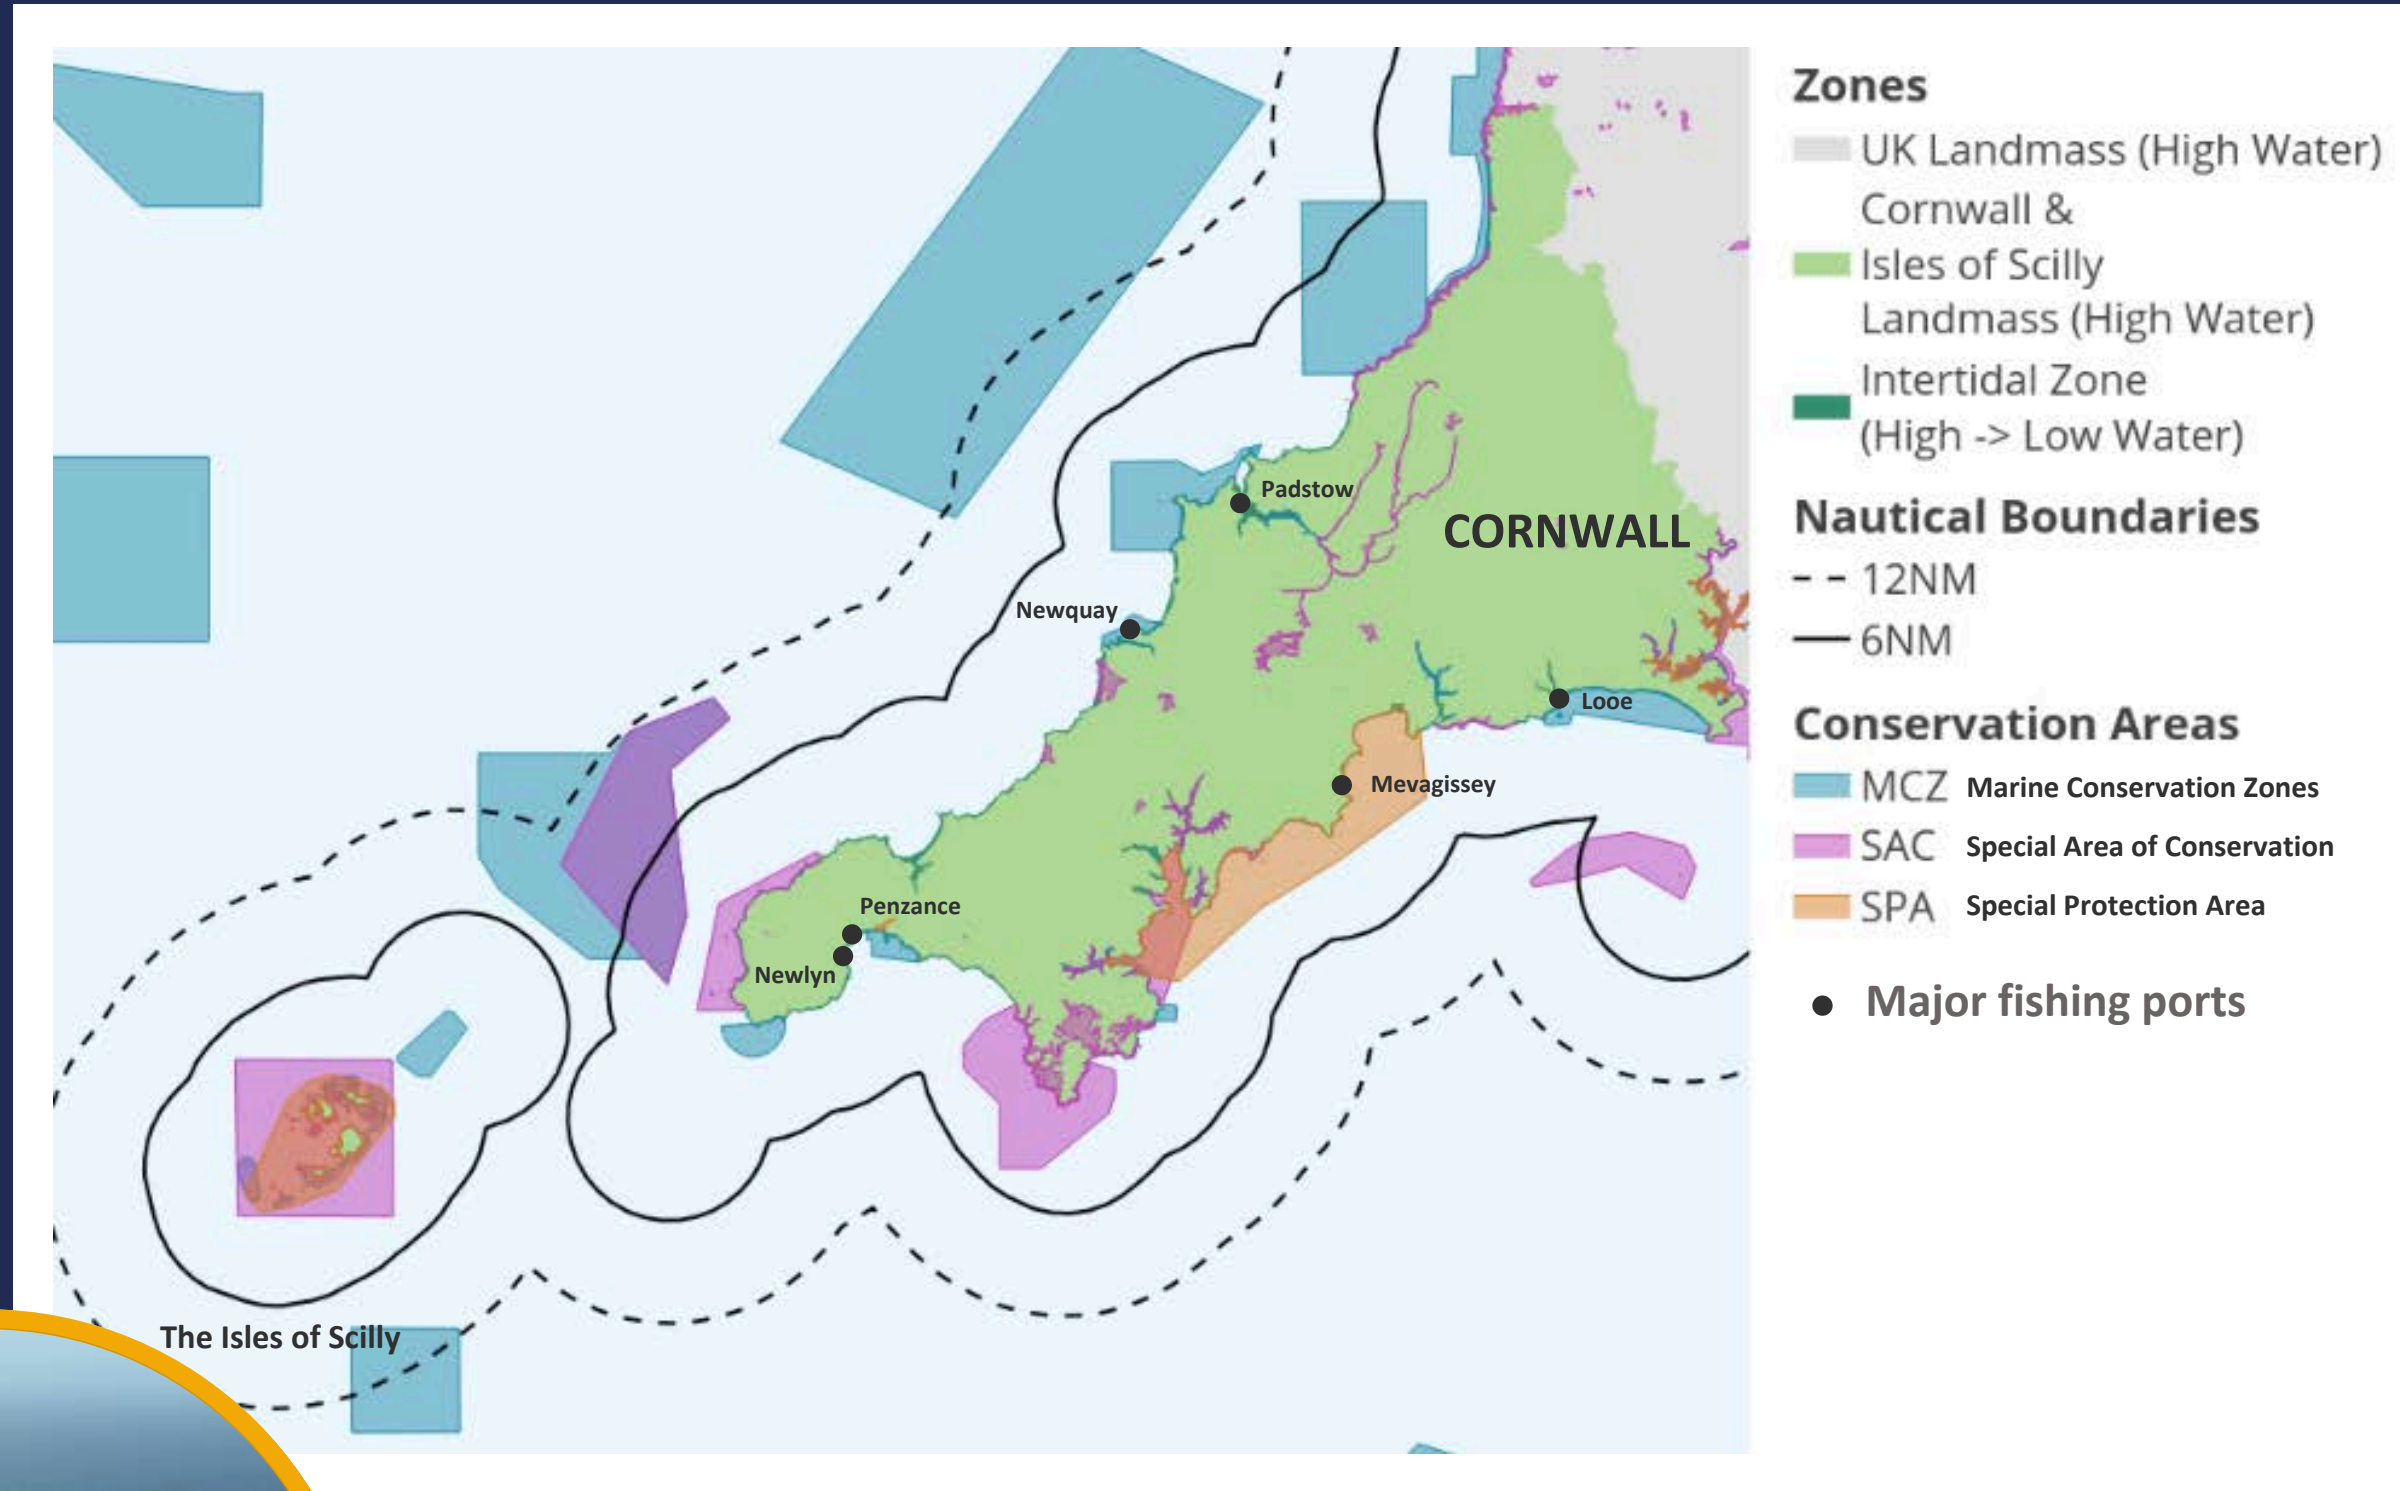 Padstow
CORNWALL
Newquay
Looe
Mevagissey
Penzance
Newlyn
The Isles of Scilly
Zones
UK Landmass (High Water)
Cornwall &
Isles of Scilly
Landmass (High Water)
Intertidal Zone
(High -> Low Water)
Nautical Boundaries
12NM
6NM
Conservation Areas
MCZ Marine Conservation Zones
SAC Special Area of Conservation
SPA Special Protection Area
Major fishing ports